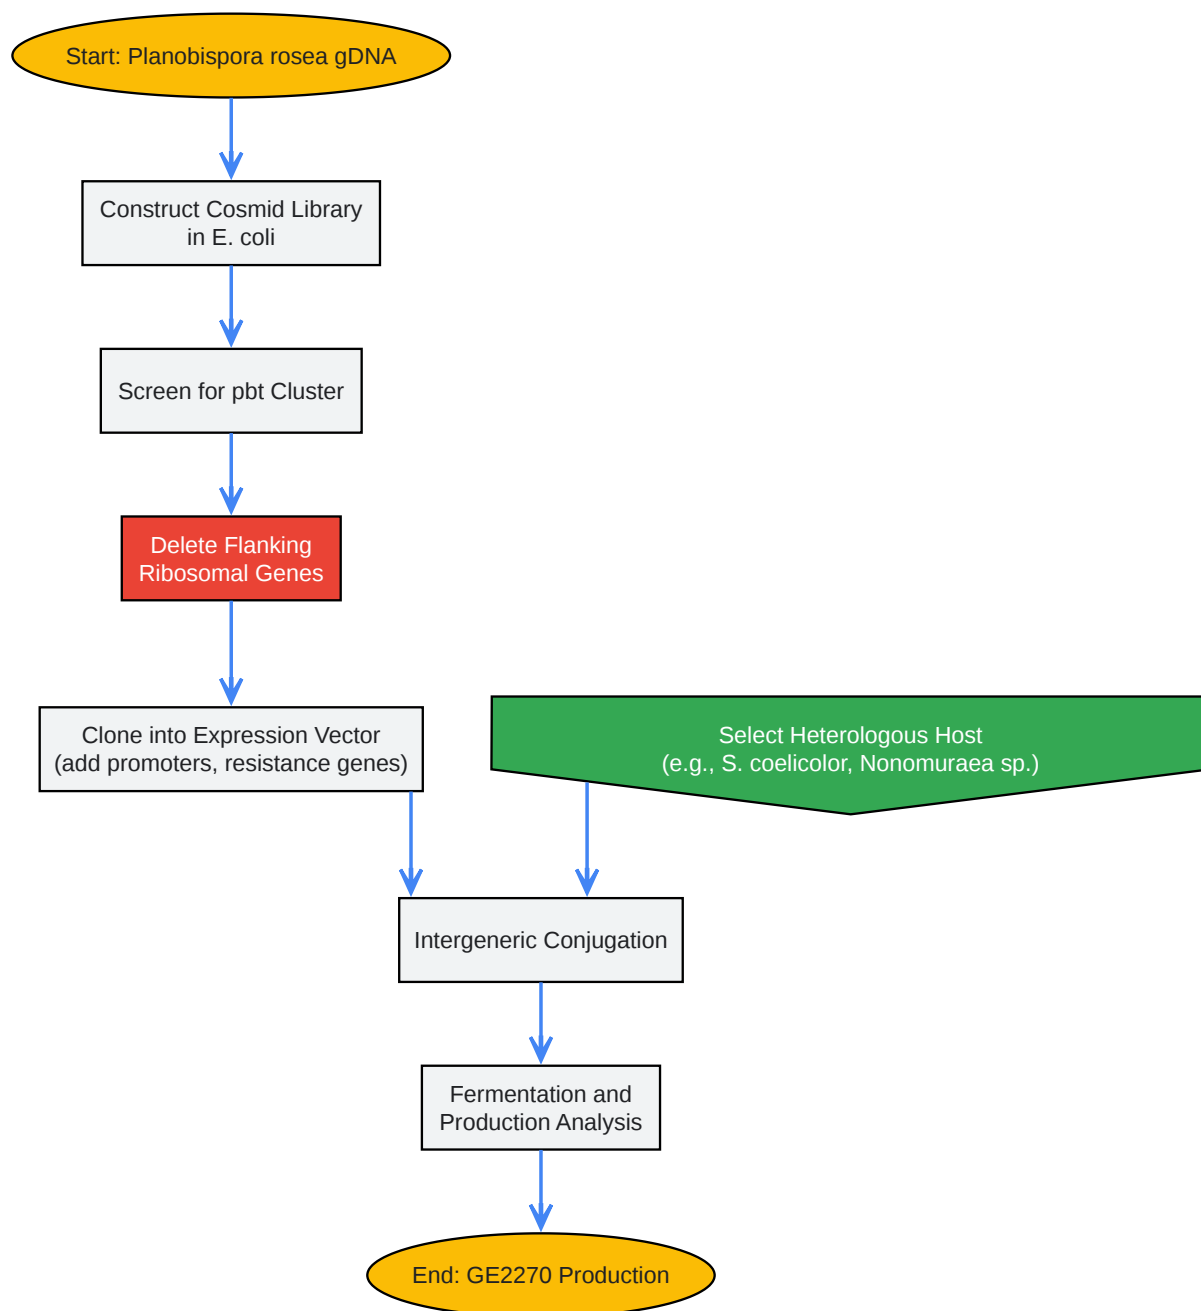 Start: Planobispora rosea gDNA
Construct Cosmid Library
in E. coli
Screen for pbt Cluster
Delete Flanking
Ribosomal Genes
Clone into Expression Vector
(add promoters, resistance genes)
Select Heterologous Host
(e.g., S. coelicolor, Nonomuraea sp.)
Intergeneric Conjugation
Fermentation and
Production Analysis
End: GE2270 Production